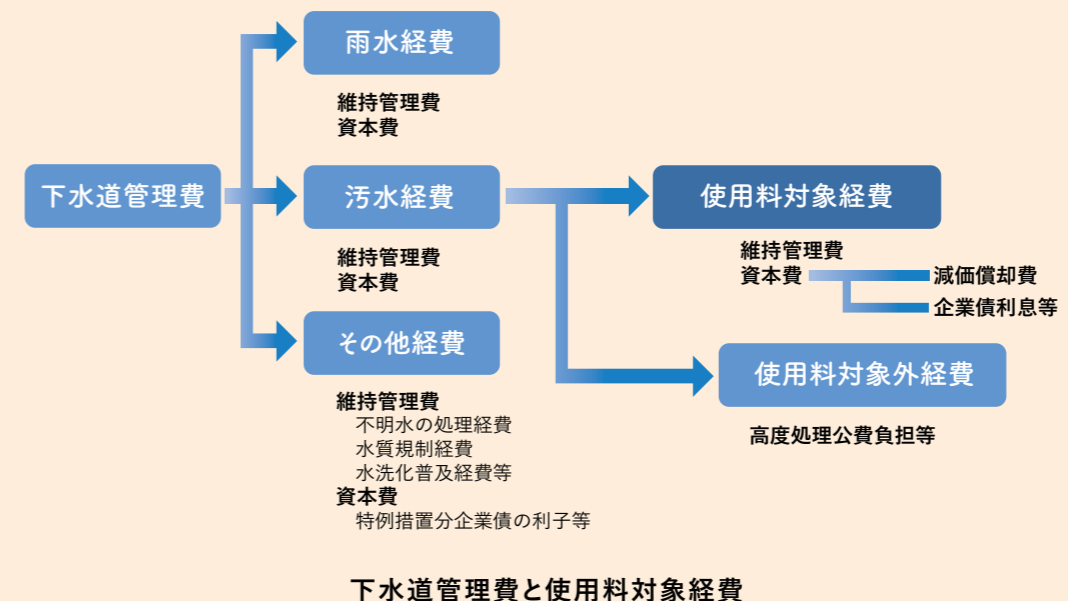 雨水経費
維持管理費
資本費
下水道管理費
汚水経費
維持管理費
資本費
使用料対象経費
維持管理費
資本費
減価償却費
企業債利息等
その他経費
維持管理費
不明水の処理経費
水質規制経費
水洗化普及経費等
資本費
特例措置分企業債の利子等
使用料対象外経費
高度処理公費負担等
下水道管理費と使用料対象経費